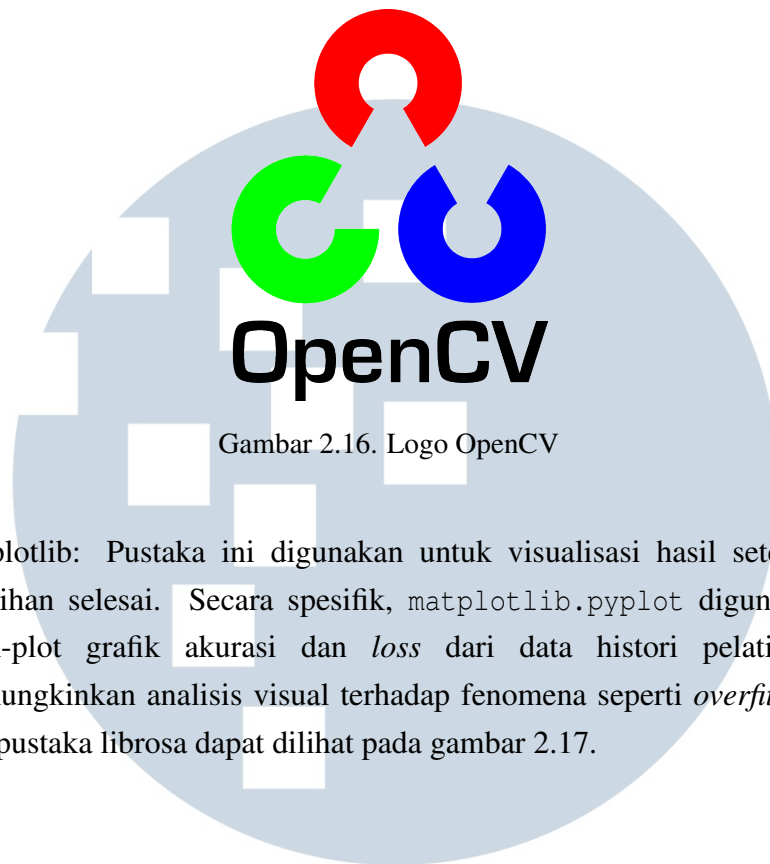 OpenCV
Gambar 2.16. Logo OpenCV
plotlib: Pustaka ini digunakan untuk visualisasi hasil sete
ihan selesai. Secara spesifik, matplotlib.pyplot digun
-plot grafik akurasi dan loss dari data histori pelati
ungkinkan analisis visual terhadap fenomena seperti overfi
pustaka librosa dapat dilihat pada gambar 2.17.